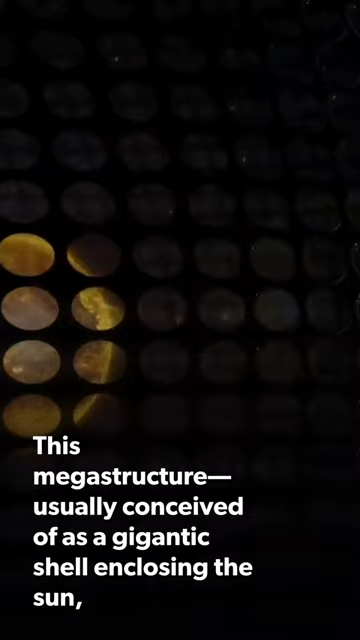 This
megastructure—
usually conceived
of as a gigantic
shell enclosing the
sun,